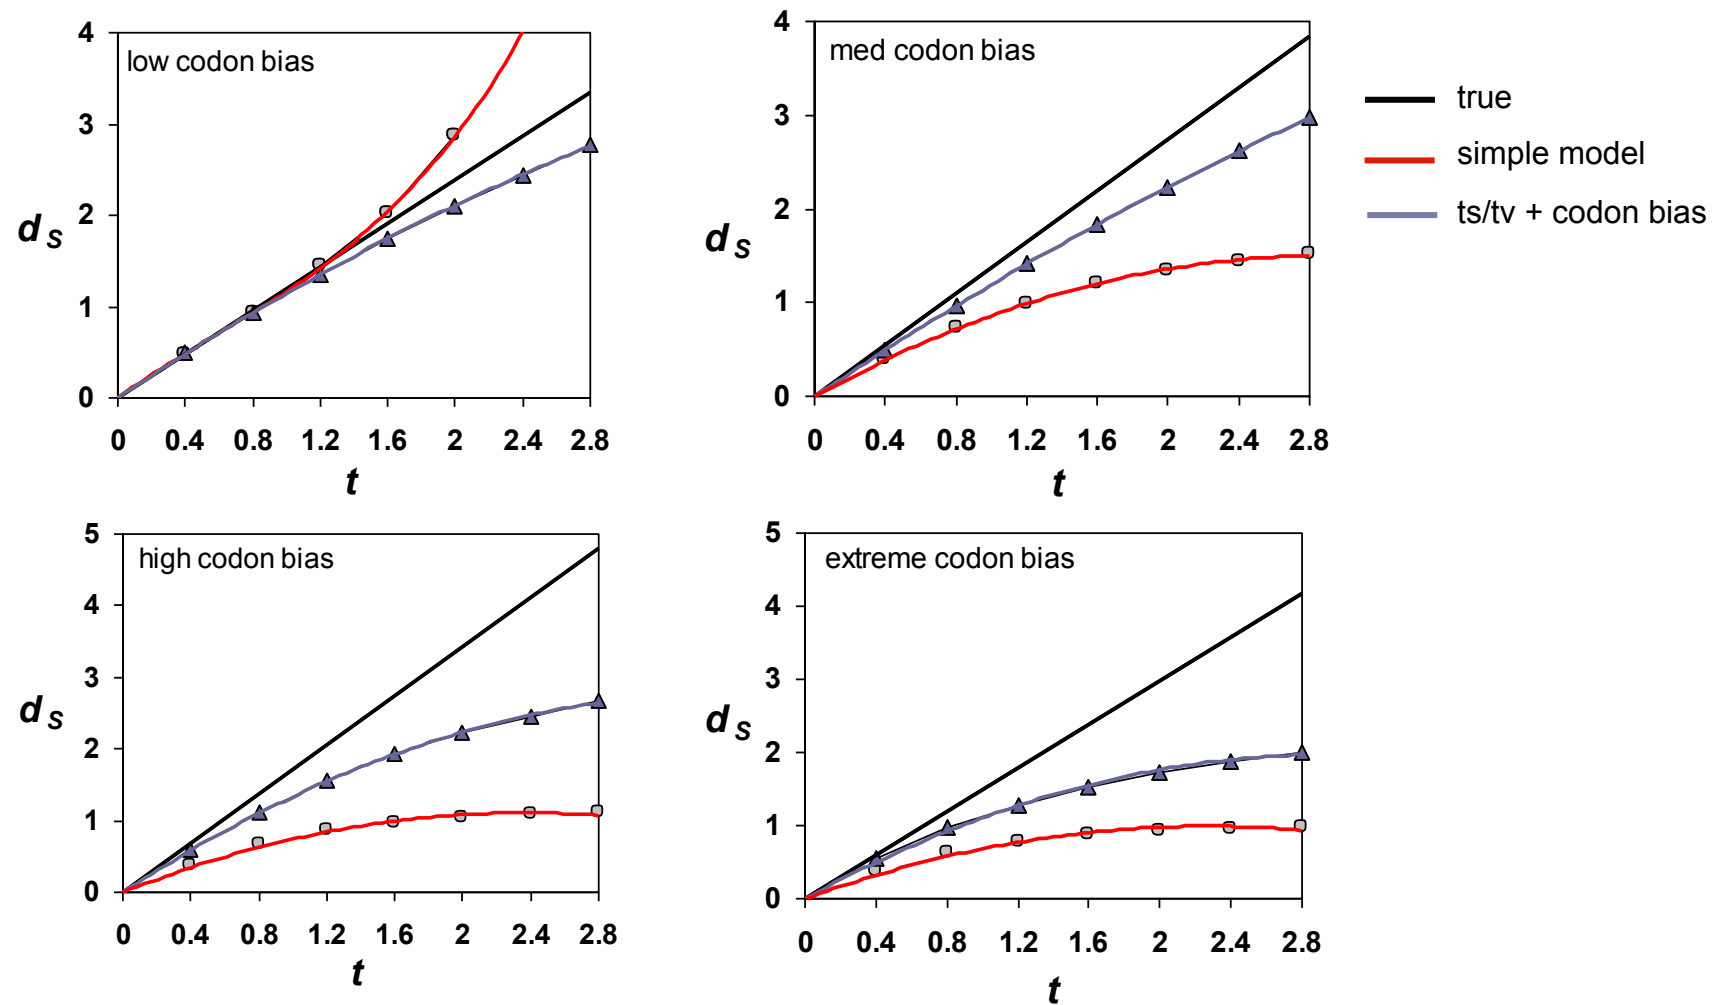 low codon bias
4
3
2
1
0
d S
0 0.4 0.8 1.2 1.6 2 2.4 2.8
t
med codon bias
4
3
2
1
0
d S
0 0.4 0.8 1.2 1.6 2 2.4 2.8
t
true
simple model
ts/tv + codon bias
high codon bias
5
4
3
2
1
0
d S
0 0.4 0.8 1.2 1.6 2 2.4 2.8
t
extreme codon bias
5
4
3
2
1
0
d S
0 0.4 0.8 1.2 1.6 2 2.4 2.8
t